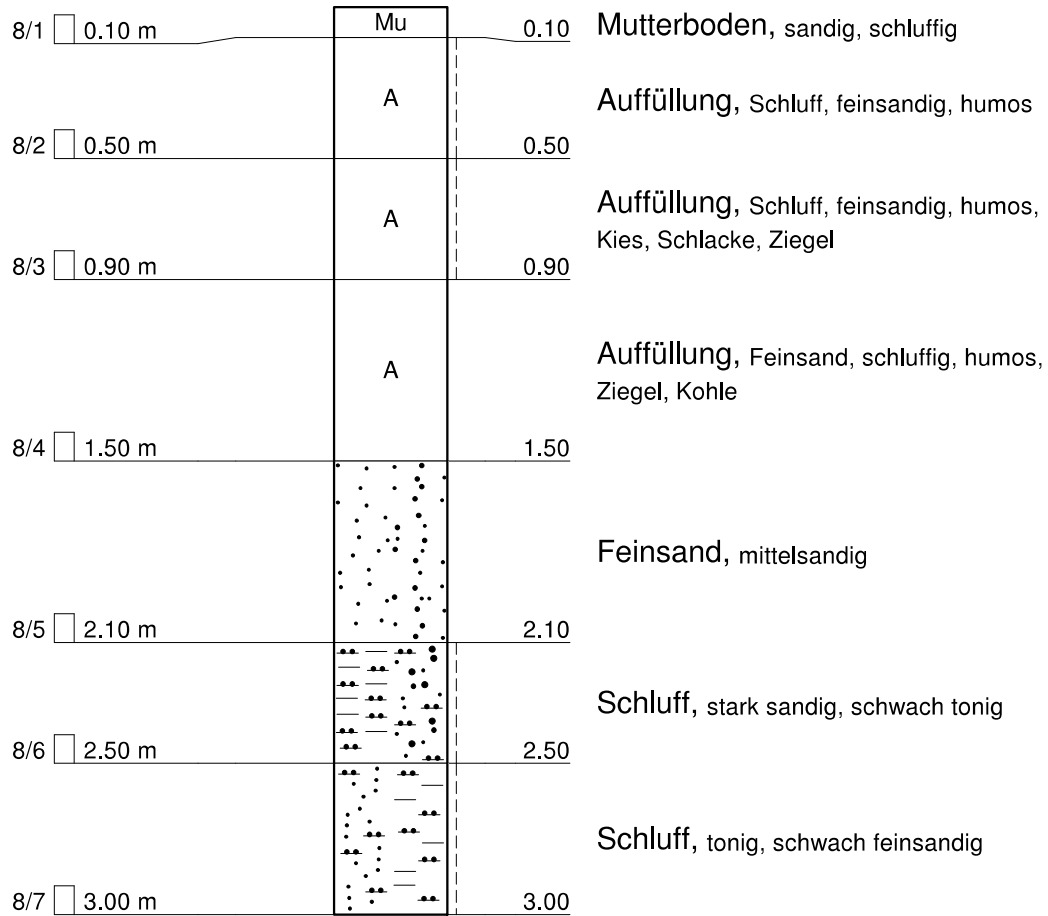 8/1 0.10 m Mu 0.10 Mutterboden, sandig, schluffig
A Auffüllung, Schluff, feinsandig, humos
8/2 0.50 m 0.50
A Auffüllung, Schluff, feinsandig, humos,
Kies, Schlacke, Ziegel
8/3 0.90 m 0.90
A Auffüllung, Feinsand, schluffig, humos,
Ziegel, Kohle
8/4 1.50 m 1.50
Feinsand, mittelsandig
8/5 2.10 m 2.10
Schluff, stark sandig, schwach tonig
8/6 2.50 m 2.50
Schluff, tonig, schwach feinsandig
8/7 3.00 m 3.00